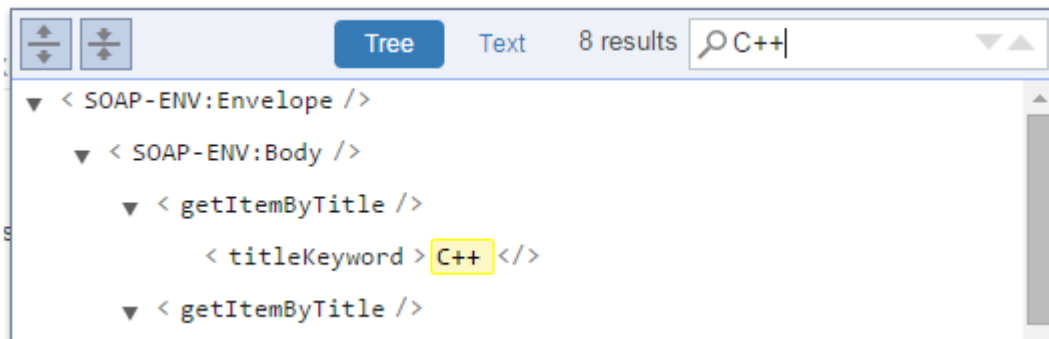 Tree Text 8 results C++
< SOAP-ENV:Envelope />
< SOAP-ENV:Body />
< getItemByTitle />
< titleKeyword > C++ </>
< getItemByTitle />